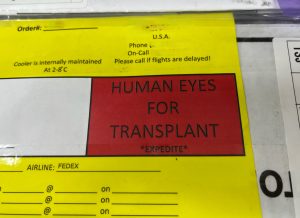 Order#:
U.S.A.
Phone
On-Call
Cooler is internally maintained
At 2-8°C
Please call if flights are delayed!
HUMAN EYES
FOR
TRANSPLANT
*EXPEDITE*
AIRLINE: FEDEX
@ on
@ on
@ on
TO